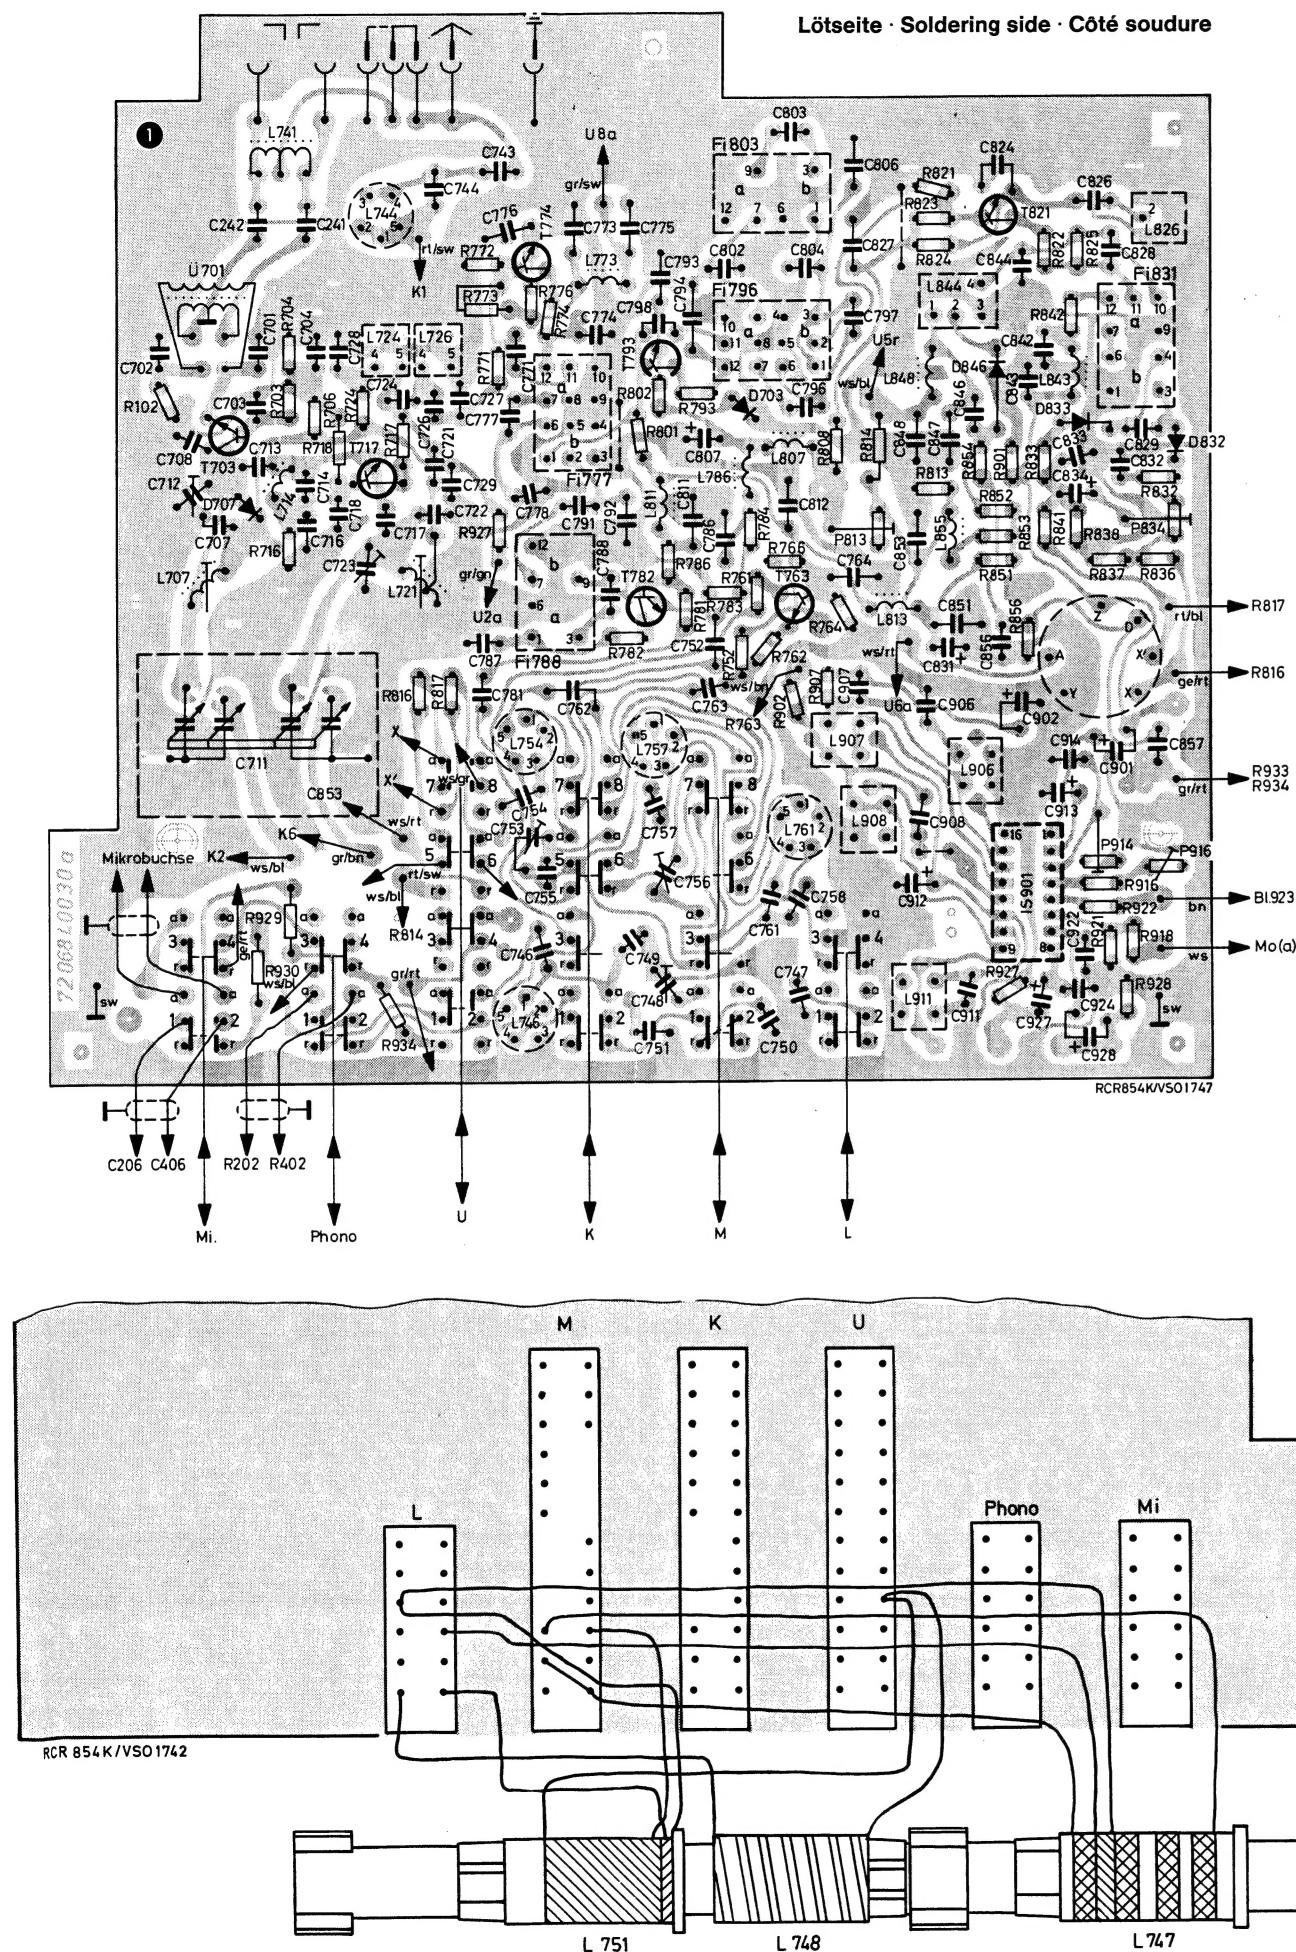 Lötseite · Soldering side · Côté soudure
1
L741
C743
C744
L744
C242
C241
rt/sw
K1
Ü701
U8a
gr/sw
C776
T774
C773
C775
R772
L773
R773
R776
R774
C774
C793
C794
C798
T793
C803
Fi803
C802
C804
Fi796
C806
C827
C797
U5r
ws/bl
R821
R823
R824
C824
T821
C826
L826
C844
R822
R825
C828
Fi831
L844
R842
C842
L848
D846
C846
C843
L843
D833
C833
C829
D832
C832
R832
C834
C702
C701
R704
C704
C728
L724
L726
R102
C703
R703
R706
R724
C724
C727
R771
C771
C777
R802
R793
D703
C796
R801
C807
L807
R808
R814
C848
C847
C708
T703
C713
R718
T717
R717
C726
C721
C712
D707
L714
C714
C718
C729
C722
C707
R716
C716
C717
R927
L707
C723
L721
gr/gn
U2a
Fi777
C778
C791
C792
L811
C811
L786
C786
R784
C812
R813
R854
R901
R833
R852
R853
R841
R838
P834
P813
C853
L855
R851
R837
R836
C788
T782
R786
R766
R761
T763
C764
R781
R783
R764
L813
C851
R856
C856
C831
R782
C752
R752
R762
ws/bn
ws/rt
U6a
C787
Fi788
R816
R817
C781
C762
C763
R763
R902
R907
C907
L907
C906
C902
R817
rt/bl
R816
ge/rt
C711
L754
L757
C914
C901
C857
R933
R934
gr/rt
L906
C913
X
X'
ws/gr
C853
ws/rt
K6
gr/bn
rt/sw
C754
C753
C755
C757
C756
L761
L908
C908
C758
C761
C912
IS901
P914
P916
R916
R922
R921
C922
R918
bn
Bl.923
ws
Mo(a)
72068L0030a
Mikrobuchse
K2
ws/bl
R929
ge/rt
R930
ws/bl
ws/bl
R814
gr/rt
R934
C746
L746
C749
C748
C751
C747
C750
L911
C911
R927
C927
C924
R928
C928
sw
sw
RCR854K/VSO1747
C206
C406
R202
R402
Mi.
Phono
U
K
M
L
M
K
U
L
Phono
Mi
RCR 854K/VSO1742
L 751
L 748
L 747